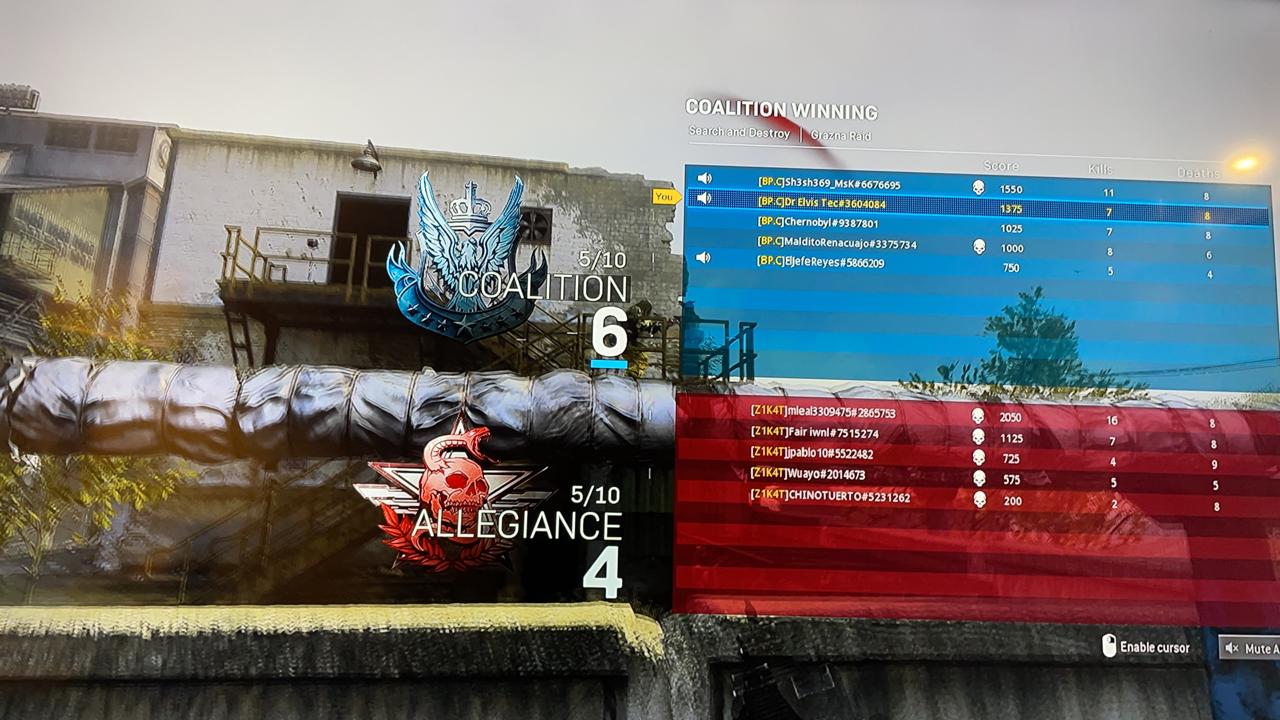 COALITION WINNING
Search and Destroy | Grazna Raid
Score Kills Deaths
[BP.C]Sh3sh369_MsK#6676695 1550 11 8
You [BP.C]Dr Elvis Tec#3604084 1375 7 8
[BP.C]Chernobyl#9387801 1025 7 8
[BP.C]MalditoRenacuajo#3375734 1000 8 6
[BP.C]ElJefeReyes#5866209 750 5 4
5/10
COALITION
6
[Z1K4T]mleal3309475#2865753 2050 16 8
[Z1K4T]Fair iwnl#7515274 1125 7 8
[Z1K4T]jpablo10#5522482 725 4 9
[Z1K4T]Wuayo#2014673 575 5 5
[Z1K4T]CHINOTUERTO#5231262 200 2 8
5/10
ALLEGIANCE
4
Enable cursor
Mute A